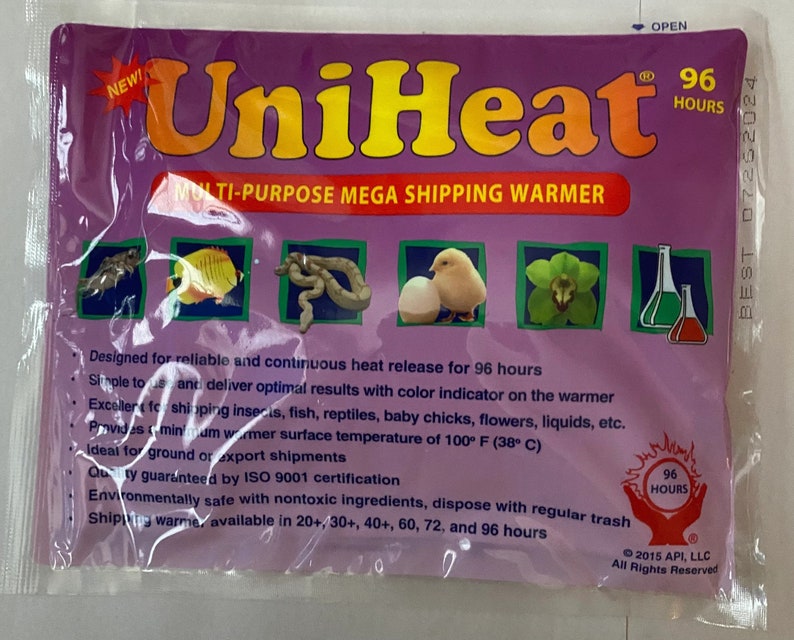 OPEN
NEW!
UniHeat®
96
HOURS
MULTI-PURPOSE MEGA SHIPPING WARMER
BEST 07262024
• Designed for reliable and continuous heat release for 96 hours
• Simple to use and deliver optimal results with color indicator on the warmer
• Excellent for shipping insects, fish, reptiles, baby chicks, flowers, liquids, etc.
• Provides a minimum warmer surface temperature of 100º F (38º C)
• Ideal for ground or export shipments
• Quality guaranteed by ISO 9001 certification
• Environmentally safe with nontoxic ingredients, dispose with regular trash
• Shipping warmer available in 20+, 30+, 40+, 60, 72, and 96 hours
96
HOURS
®
© 2015 API, LLC
All Rights Reserved